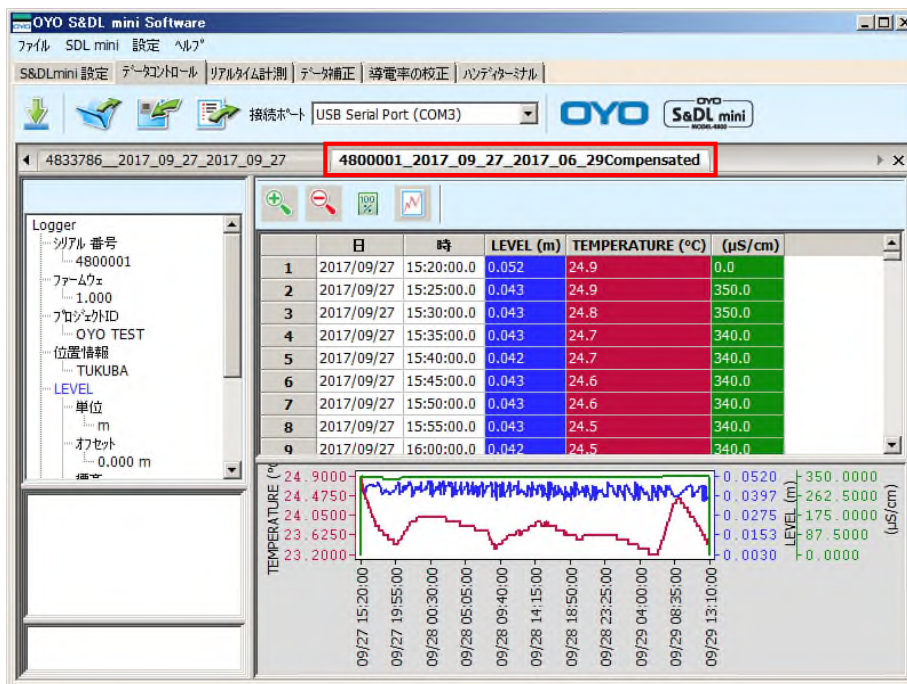 OYO S&DL mini Software
ファイル SDL mini 設定 ヘルプ
S&DLmini 設定 データコントロール リアルタイム計測 データ補正 導電率の校正 ハンディターミナル
接続ポート USB Serial Port (COM3) OYO OYO S&DL mini MODEL-4800
4833786__2017_09_27_2017_09_27 4800001_2017_09_27_2017_06_29Compensated
Logger
シリアル 番号
4800001
ファームウェ
1.000
プロジェクトID
OYO TEST
位置情報
TUKUBA
LEVEL
単位
m
オフセット
0.000 m
標高
100 %
日 時 LEVEL (m) TEMPERATURE (°C) (µS/cm)
1 2017/09/27 15:20:00.0 0.052 24.9 0.0
2 2017/09/27 15:25:00.0 0.043 24.9 350.0
3 2017/09/27 15:30:00.0 0.043 24.8 350.0
4 2017/09/27 15:35:00.0 0.043 24.7 340.0
5 2017/09/27 15:40:00.0 0.042 24.7 340.0
6 2017/09/27 15:45:00.0 0.043 24.6 340.0
7 2017/09/27 15:50:00.0 0.043 24.6 340.0
8 2017/09/27 15:55:00.0 0.043 24.5 340.0
9 2017/09/27 16:00:00.0 0.042 24.5 340.0
TEMPERATURE (°C
24.9000
24.4750
24.0500
23.6250
23.2000
0.0520
0.0397
0.0275
0.0153
0.0030
LEVEL (m)
350.0000
262.5000
175.0000
87.5000
0.0000
(µS/cm)
09/27 15:20:00
09/27 19:55:00
09/28 00:30:00
09/28 05:05:00
09/28 09:40:00
09/28 14:15:00
09/28 18:50:00
09/28 23:25:00
09/29 04:00:00
09/29 08:35:00
09/29 13:10:00